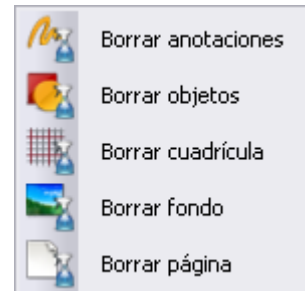 Borrar anotaciones
Borrar objetos
Borrar cuadrícula
Borrar fondo
Borrar página